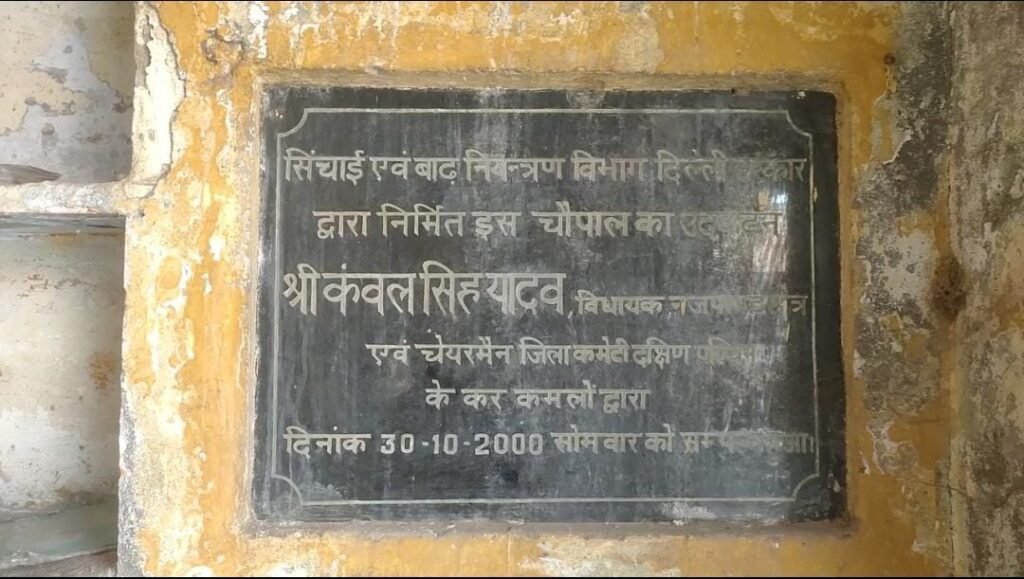 सिंचाई एवं बाढ़ नियन्त्रण विभाग दिल्ली
द्वारा निर्मित इस चौपाल का
श्री कंवल सिंह यादव, विधायक
एवं चेयरमैन जिला कमेटी दक्षिण
के कर कमलों द्वारा
दिनांक 30-10-2000 सोमवार को